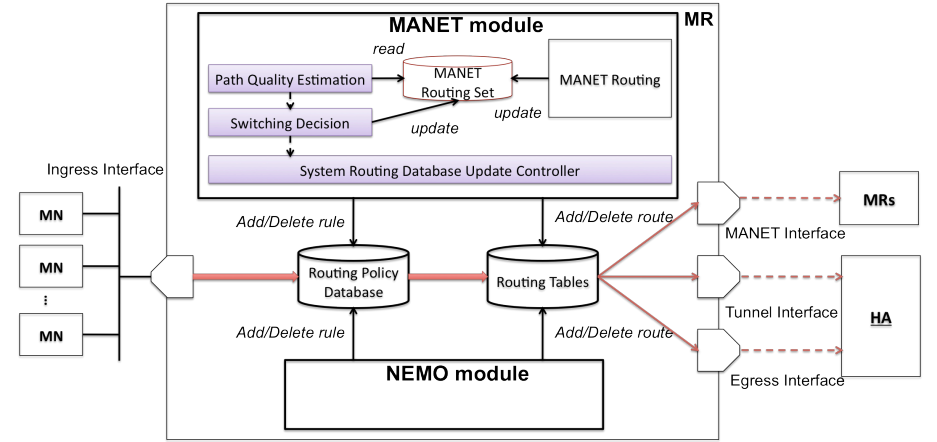 MANET module
MR
read
Path Quality Estimation
MANET
Routing Set
MANET Routing
update
Switching Decision
update
System Routing Database Update Controller
Ingress Interface
MN
MN
...
MN
Add/Delete rule
Add/Delete route
MRs
MANET Interface
Routing Policy
Database
Routing Tables
Tunnel Interface
HA
Add/Delete rule
Add/Delete route
NEMO module
Egress Interface